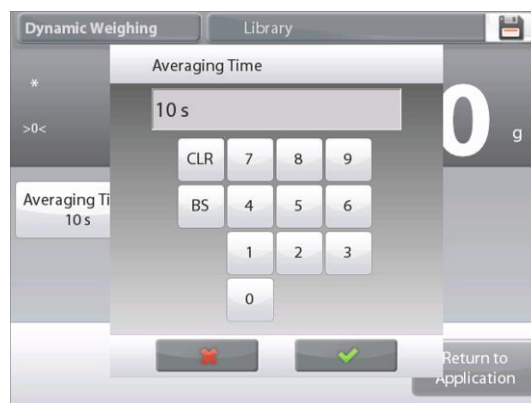 Dynamic Weighing
Library
Averaging Time
*
>0<
10 s
0
g
CLR 7 8 9
Averaging Ti
10 s
BS 4 5 6
1 2 3
0
Return to
Application